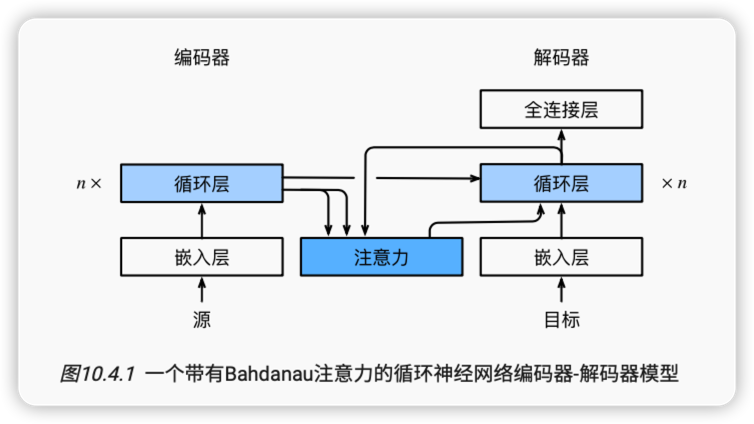 编码器
解码器
全连接层
n ×
循环层
循环层
× n
嵌入层
注意力
嵌入层
源
目标
图10.4.1 一个带有Bahdanau注意力的循环神经网络编码器-解码器模型